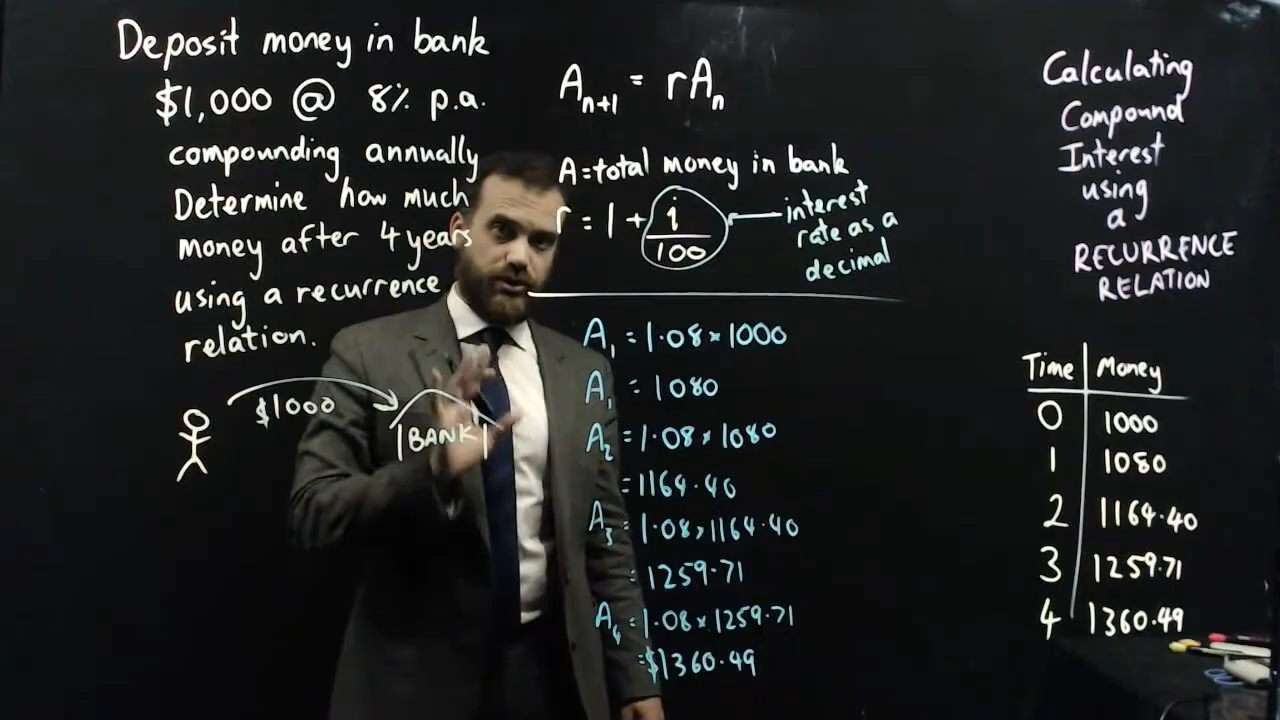 Deposit money in bank
$1,000 @ 8% p.a.
compounding annually
Determine how much
money after 4 years
using a recurrence
relation.
$1000
BANK
Aₙ₊₁ = rAₙ
A=total money in bank
r = 1 + i/100
interest
rate as a
decimal
A₁ = 1.08×1000
A₁ = 1080
A₂ = 1.08×1080
= 1164.40
A₃ = 1.08×1164.40
= 1259.71
A₄ = 1.08×1259.71
= $1360.49
Calculating
Compound
Interest
using
a
RECURRENCE
RELATION
Time Money
0 1000
1 1080
2 1164.40
3 1259.71
4 1360.49